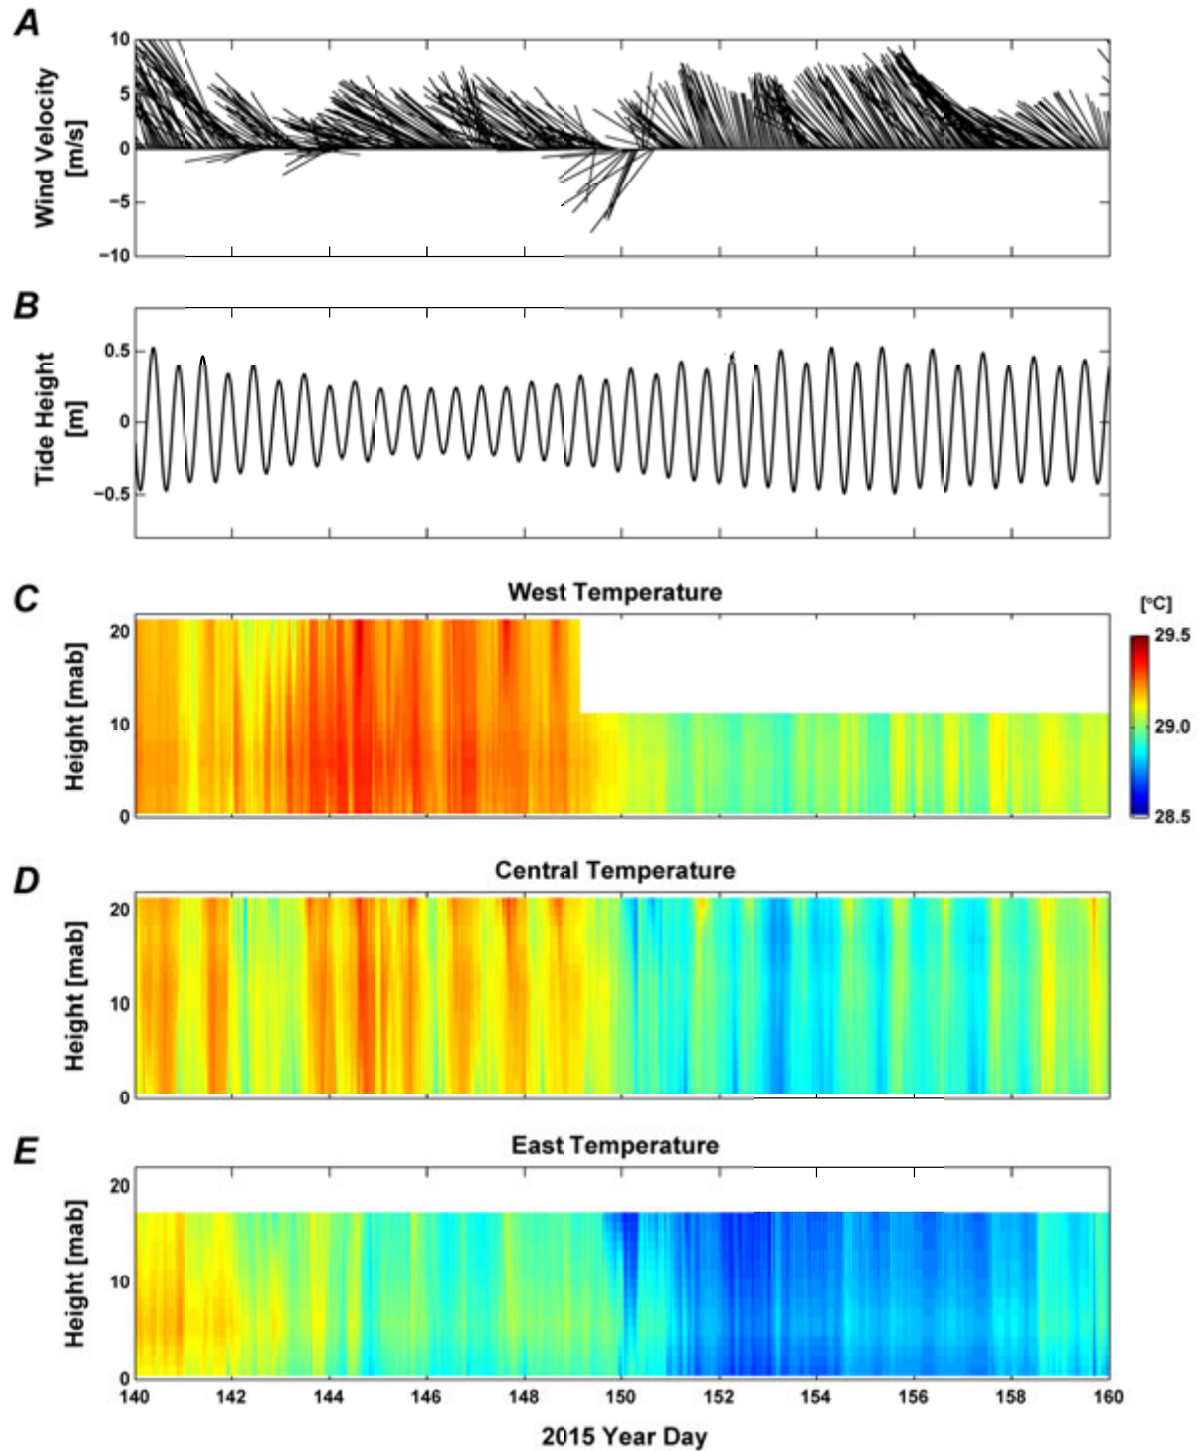 A
Wind Velocity
[m/s]
10
5
0
−5
−10
B
Tide Height
[m]
0.5
0
−0.5
West Temperature
C
Height [mab]
20
10
0
[°C]
29.5
29.0
28.5
Central Temperature
D
Height [mab]
20
10
0
East Temperature
E
Height [mab]
20
10
0
140 142 144 146 148 150 152 154 156 158 160
2015 Year Day